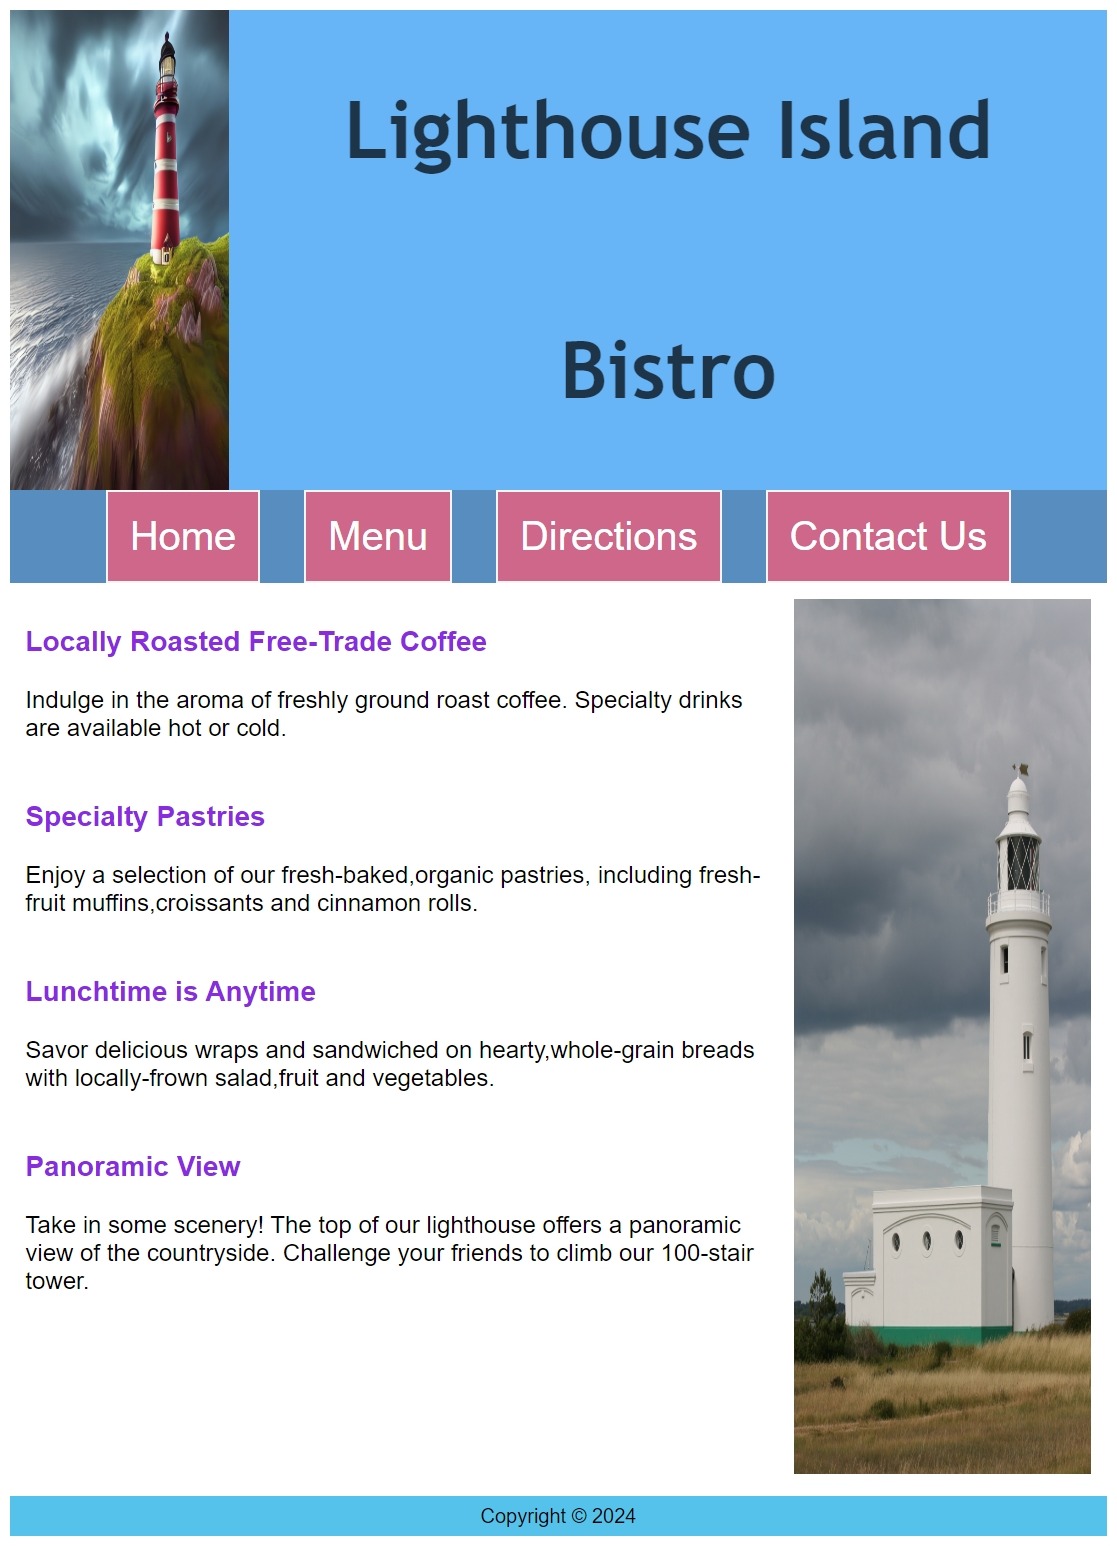 Lighthouse Island
Bistro
Home Menu Directions Contact Us
Locally Roasted Free-Trade Coffee
Indulge in the aroma of freshly ground roast coffee. Specialty drinks
are available hot or cold.
Specialty Pastries
Enjoy a selection of our fresh-baked,organic pastries, including fresh-
fruit muffins,croissants and cinnamon rolls.
Lunchtime is Anytime
Savor delicious wraps and sandwiched on hearty,whole-grain breads
with locally-frown salad,fruit and vegetables.
Panoramic View
Take in some scenery! The top of our lighthouse offers a panoramic
view of the countryside. Challenge your friends to climb our 100-stair
tower.
Copyright © 2024